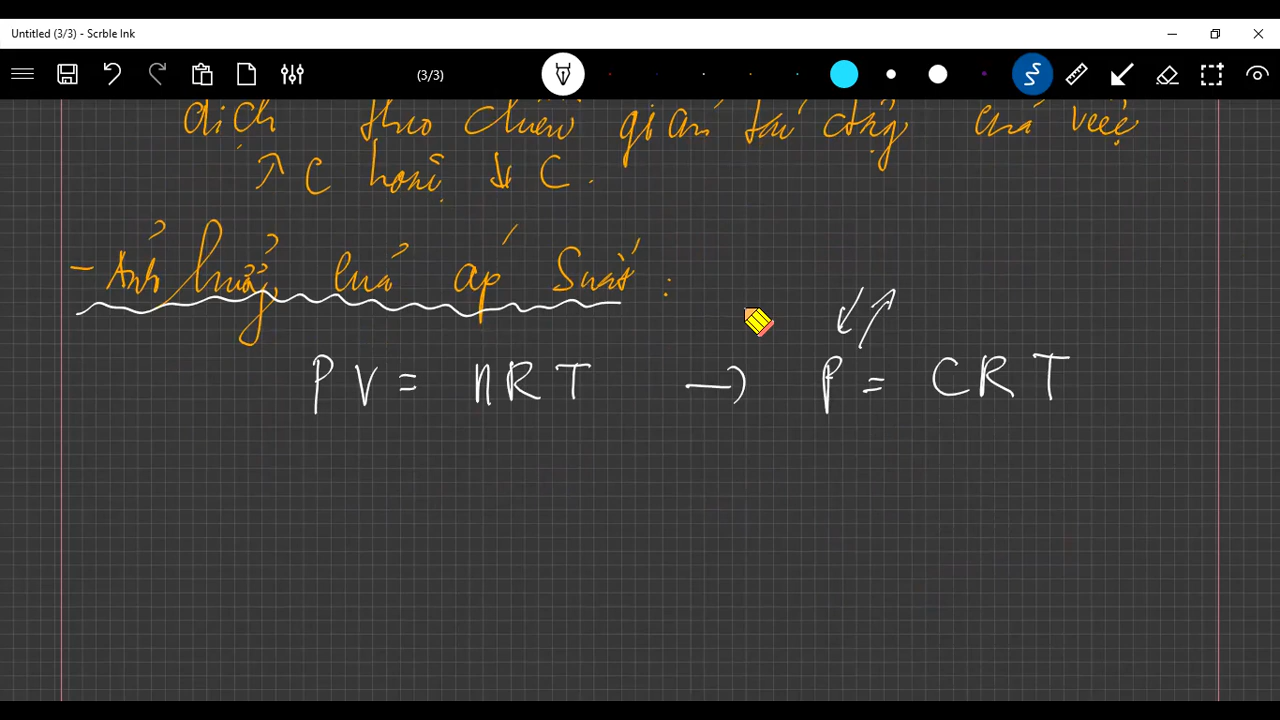 Untitled (3/3) - Scrble Ink
(3/3)
dịch theo chiều giảm tác động của việc
↑ C hoặc ↓ C.
- Ảnh hưởng của áp suất :
PV = nRT → P = CRT